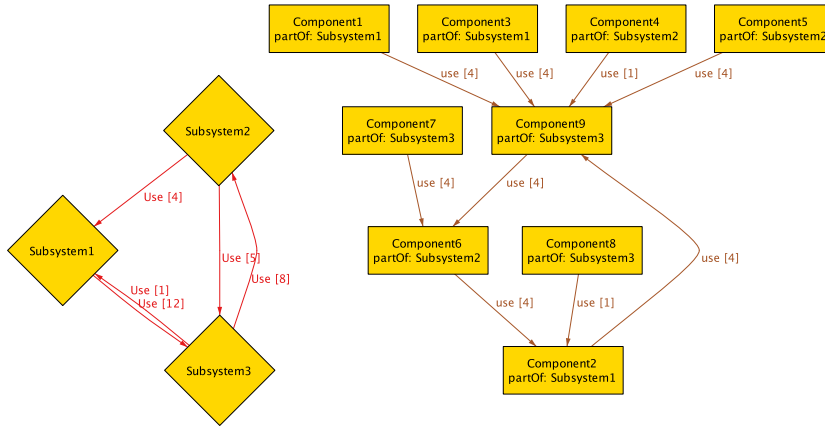 Component1
partOf: Subsystem1
Component3
partOf: Subsystem1
Component4
partOf: Subsystem2
Component5
partOf: Subsystem2
use [4]
use [4]
use [1]
use [4]
Subsystem2
Component7
partOf: Subsystem3
Component9
partOf: Subsystem3
use [4]
use [4]
Use [4]
Subsystem1
Component6
partOf: Subsystem2
Component8
partOf: Subsystem3
Use [5]
use [4]
Use [8]
Use [1]
Use [12]
use [4]
use [1]
Subsystem3
Component2
partOf: Subsystem1